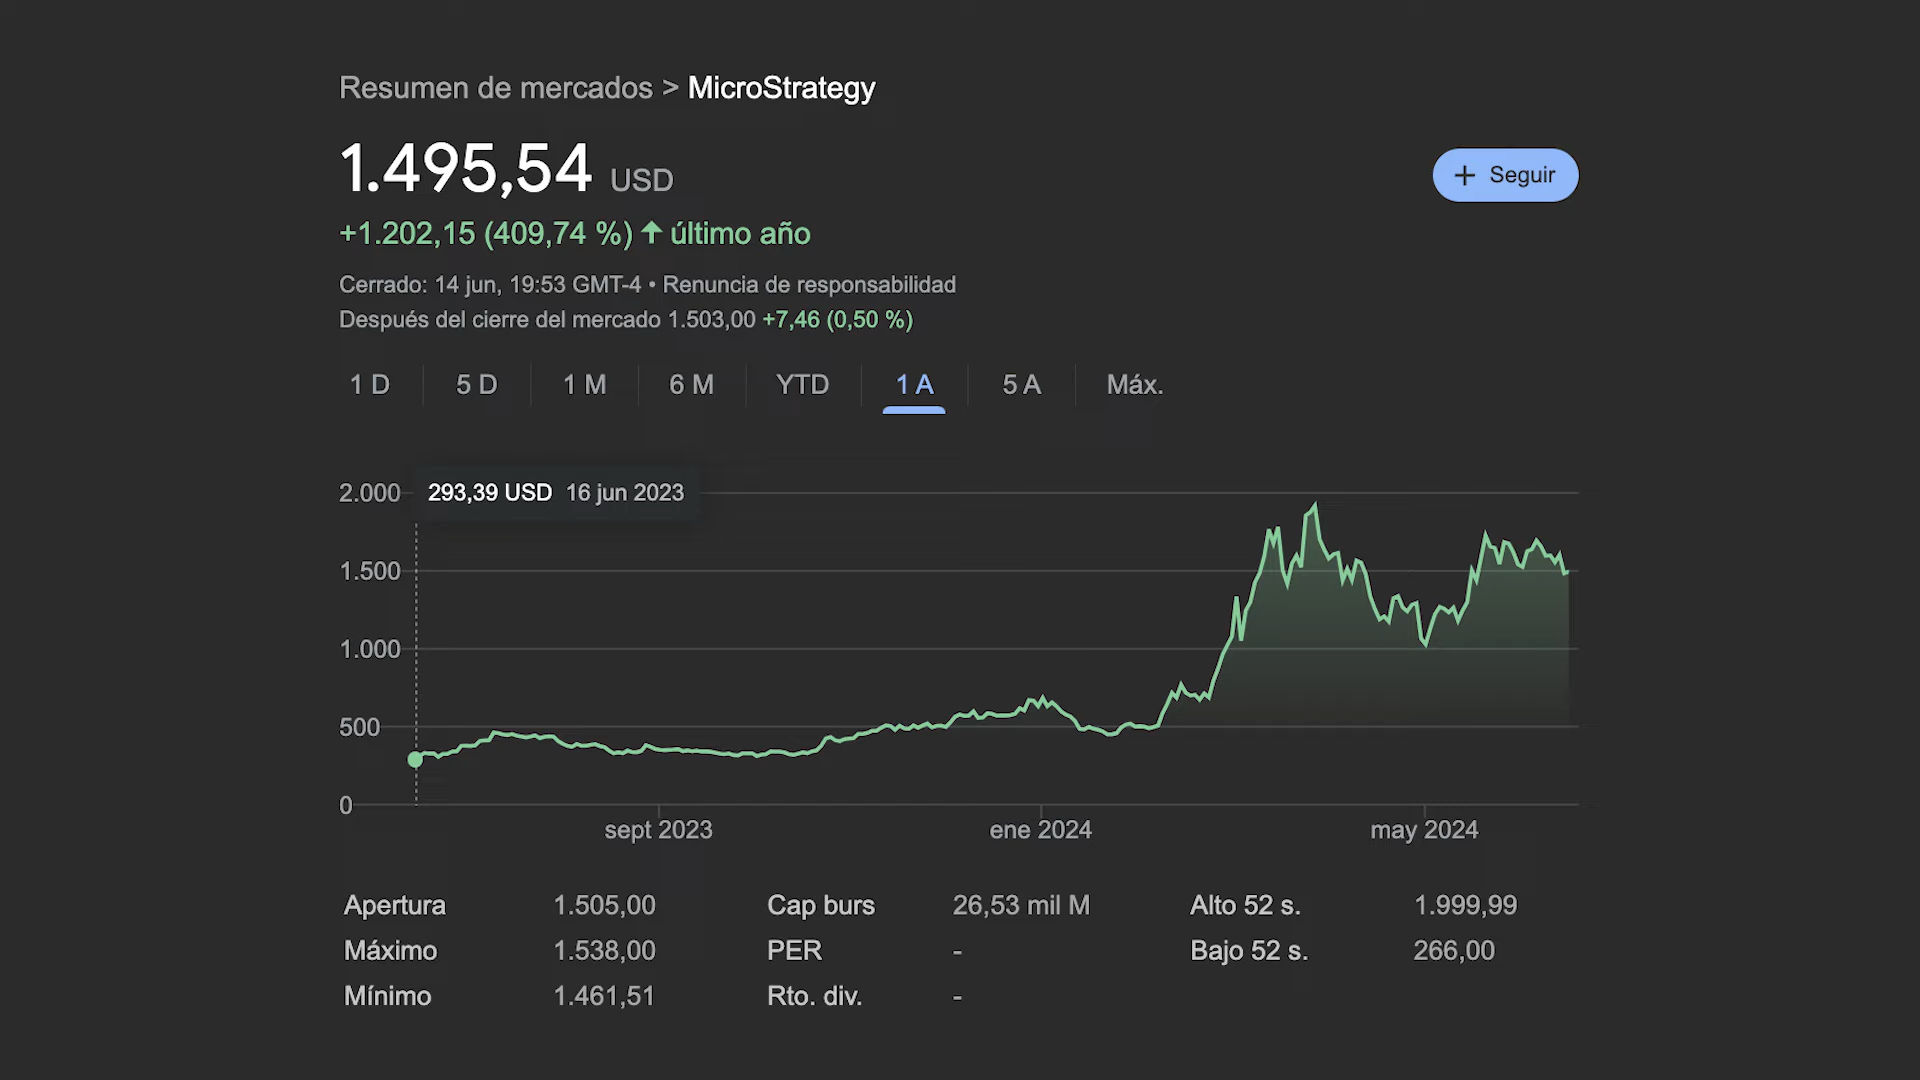 Resumen de mercados > MicroStrategy
1.495,54 USD
+ Seguir
+1.202,15 (409,74 %) ↑ último año
Cerrado: 14 jun, 19:53 GMT-4 • Renuncia de responsabilidad
Después del cierre del mercado 1.503,00 +7,46 (0,50 %)
1 D 5 D 1 M 6 M YTD 1 A 5 A Máx.
293,39 USD 16 jun 2023
2.000
1.500
1.000
500
0
sept 2023 ene 2024 may 2024
Apertura 1.505,00 Cap burs 26,53 mil M Alto 52 s. 1.999,99
Máximo 1.538,00 PER - Bajo 52 s. 266,00
Mínimo 1.461,51 Rto. div. -